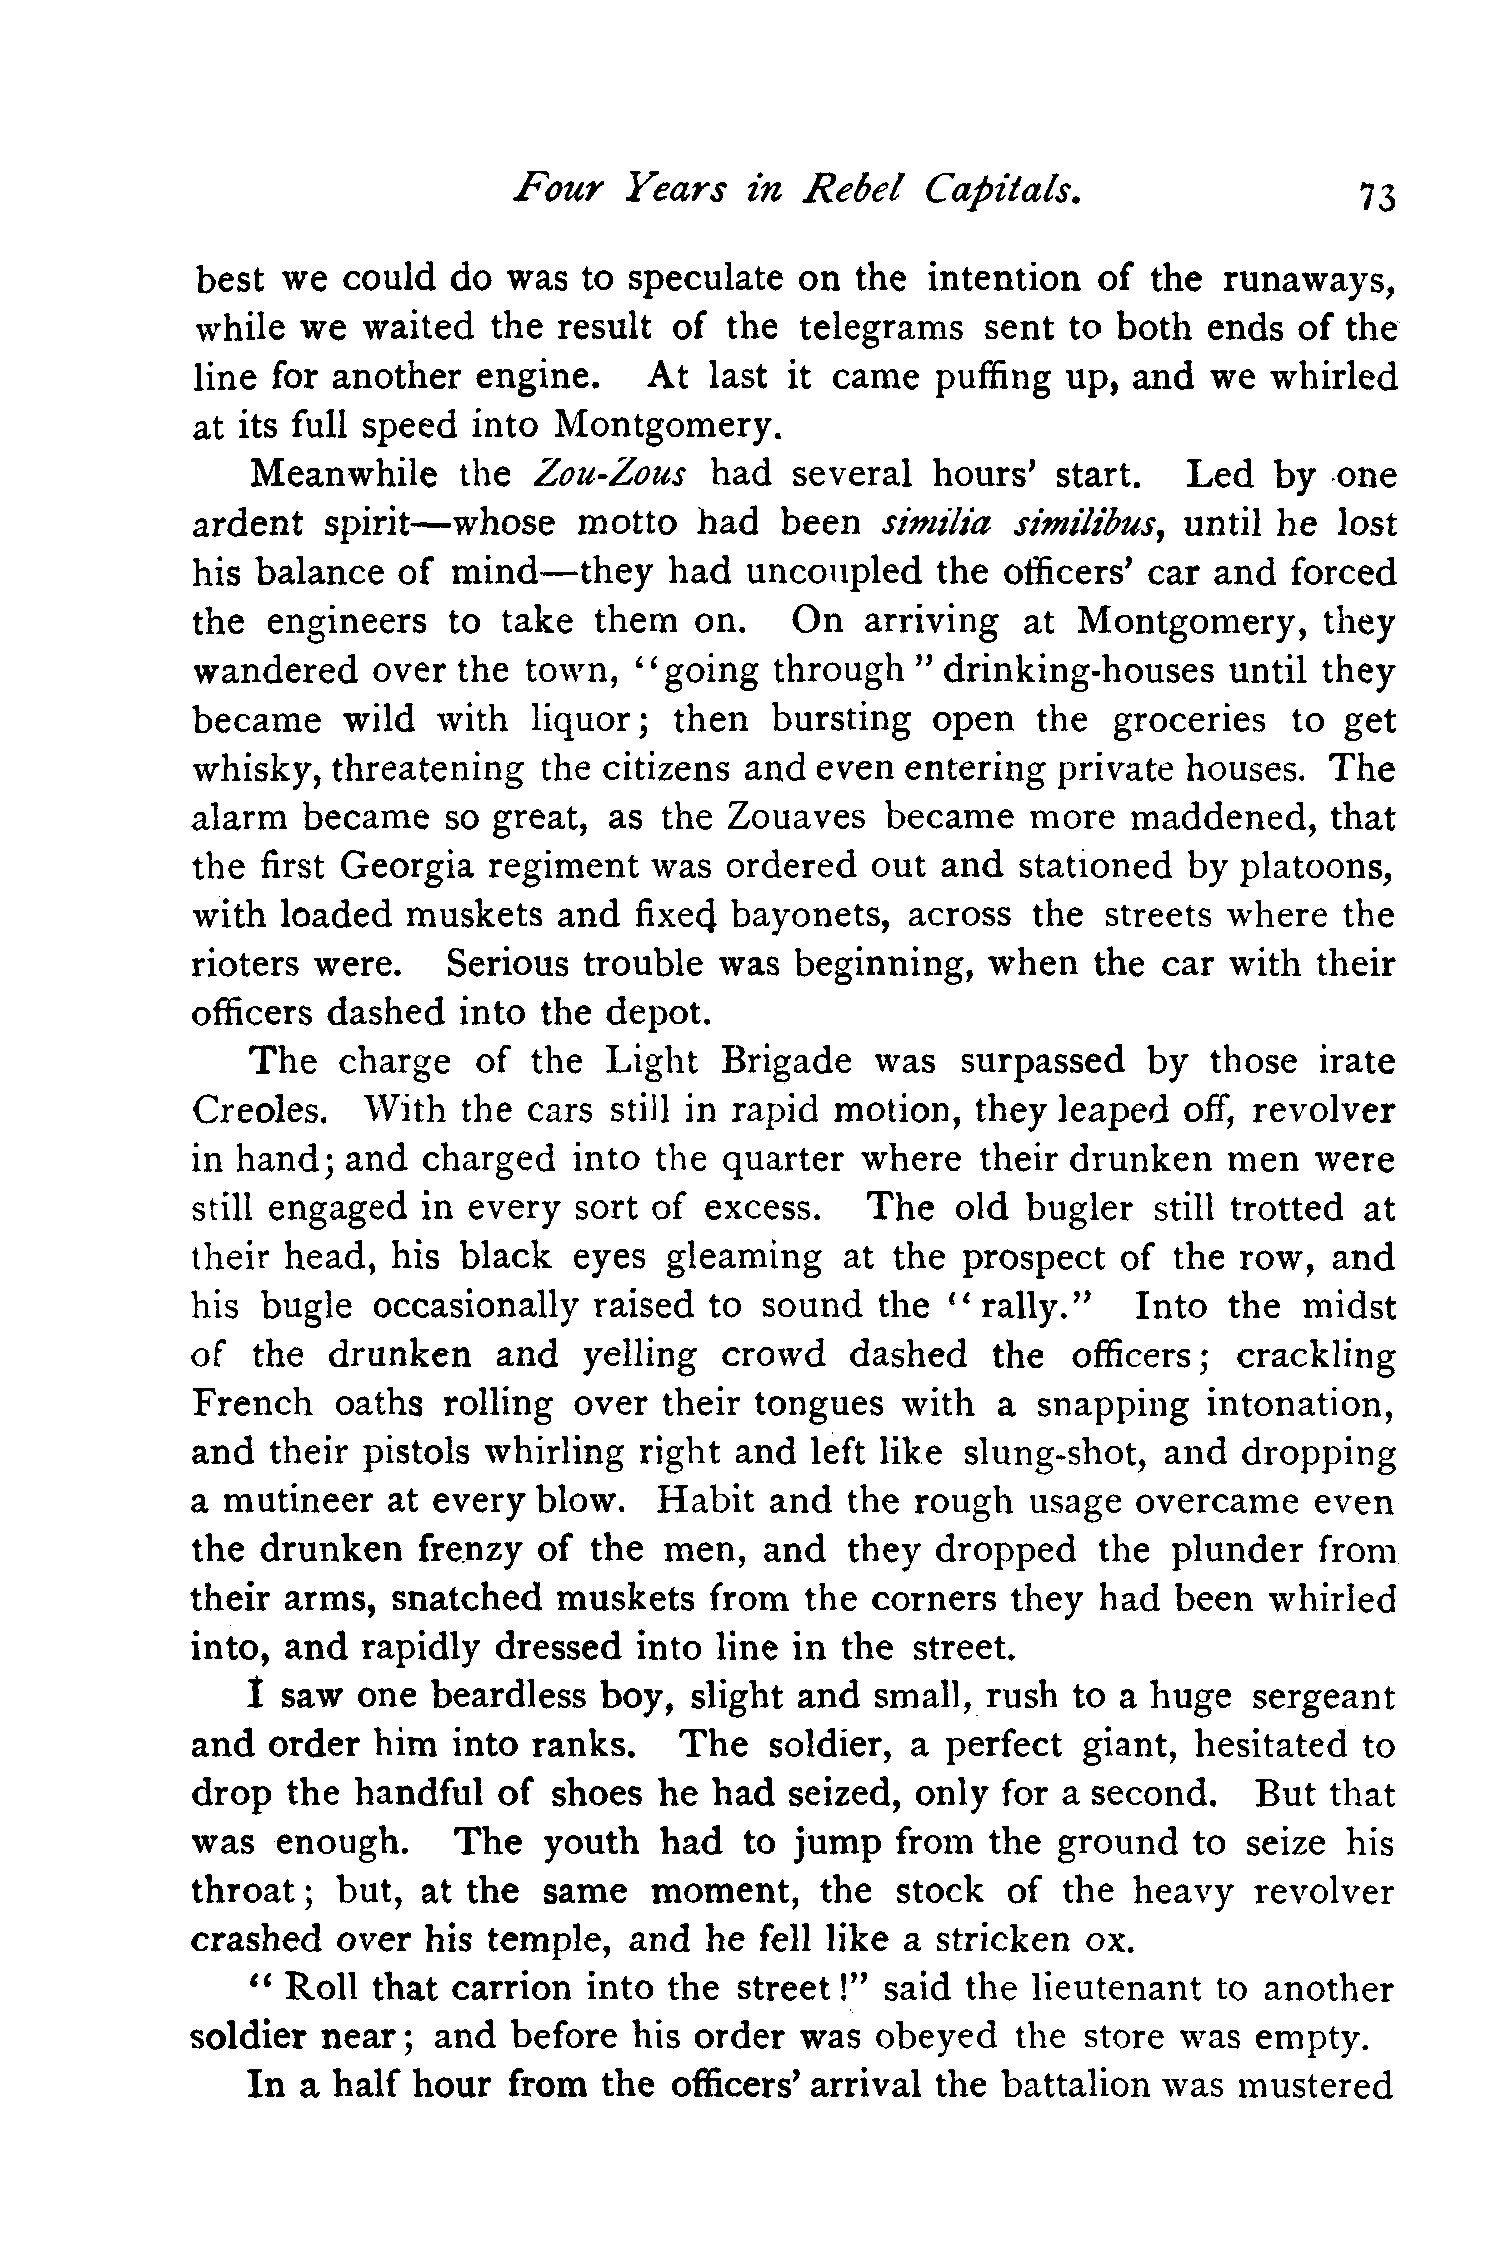 Four Years in Rebel Capitals. 73
best we could do was to speculate on the intention of the runaways,
while we waited the result of the telegrams sent to both ends of the
line for another engine. At last it came puffing up, and we whirled
at its full speed into Montgomery.
Meanwhile the Zou-Zous had several hours' start. Led by one
ardent spirit—whose motto had been similia similibus, until he lost
his balance of mind—they had uncoupled the officers' car and forced
the engineers to take them on. On arriving at Montgomery, they
wandered over the town, "going through" drinking-houses until they
became wild with liquor; then bursting open the groceries to get
whisky, threatening the citizens and even entering private houses. The
alarm became so great, as the Zouaves became more maddened, that
the first Georgia regiment was ordered out and stationed by platoons,
with loaded muskets and fixed bayonets, across the streets where the
rioters were. Serious trouble was beginning, when the car with their
officers dashed into the depot.
The charge of the Light Brigade was surpassed by those irate
Creoles. With the cars still in rapid motion, they leaped off, revolver
in hand; and charged into the quarter where their drunken men were
still engaged in every sort of excess. The old bugler still trotted at
their head, his black eyes gleaming at the prospect of the row, and
his bugle occasionally raised to sound the "rally." Into the midst
of the drunken and yelling crowd dashed the officers; crackling
French oaths rolling over their tongues with a snapping intonation,
and their pistols whirling right and left like slung-shot, and dropping
a mutineer at every blow. Habit and the rough usage overcame even
the drunken frenzy of the men, and they dropped the plunder from
their arms, snatched muskets from the corners they had been whirled
into, and rapidly dressed into line in the street.
I saw one beardless boy, slight and small, rush to a huge sergeant
and order him into ranks. The soldier, a perfect giant, hesitated to
drop the handful of shoes he had seized, only for a second. But that
was enough. The youth had to jump from the ground to seize his
throat; but, at the same moment, the stock of the heavy revolver
crashed over his temple, and he fell like a stricken ox.
"Roll that carrion into the street!" said the lieutenant to another
soldier near; and before his order was obeyed the store was empty.
In a half hour from the officers' arrival the battalion was mustered